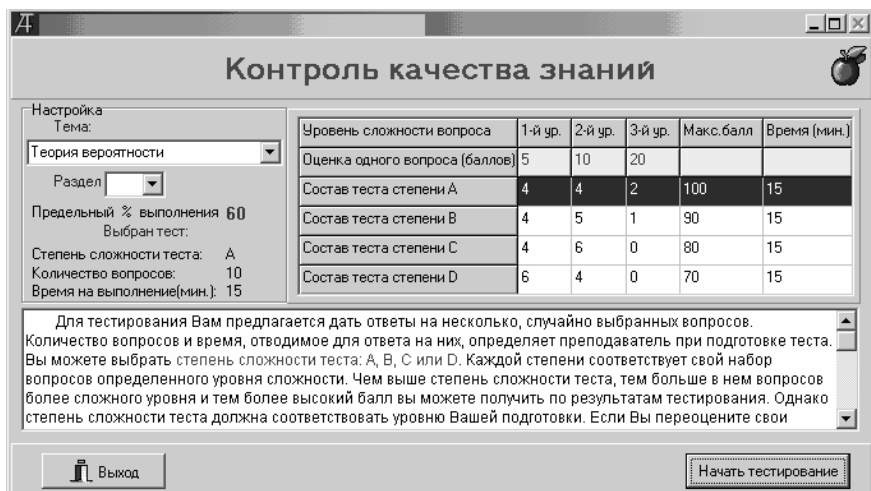 Контроль качества знаний
Настройка
Тема:
Теория вероятности
Раздел
Предельный % выполнения 60
Выбран тест:
Степень сложности теста: A
Количество вопросов: 10
Время на выполнение(мин.): 15
Уровень сложности вопроса 1-й ур. 2-й ур. 3-й ур. Макс.балл Время (мин.)
Оценка одного вопроса (баллов) 5 10 20
Состав теста степени A 4 4 2 100 15
Состав теста степени B 4 5 1 90 15
Состав теста степени C 4 6 0 80 15
Состав теста степени D 6 4 0 70 15
Для тестирования Вам предлагается дать ответы на несколько, случайно выбранных вопросов.
Количество вопросов и время, отводимое для ответа на них, определяет преподаватель при подготовке теста.
Вы можете выбрать степень сложности теста: A, B, C или D. Каждой степени соответствует свой набор
вопросов определенного уровня сложности. Чем выше степень сложности теста, тем больше в нем вопросов
более сложного уровня и тем более высокий балл вы можете получить по результатам тестирования. Однако
степень сложности теста должна соответствовать уровню Вашей подготовки. Если Вы переоцените свои
Выход
Начать тестирование